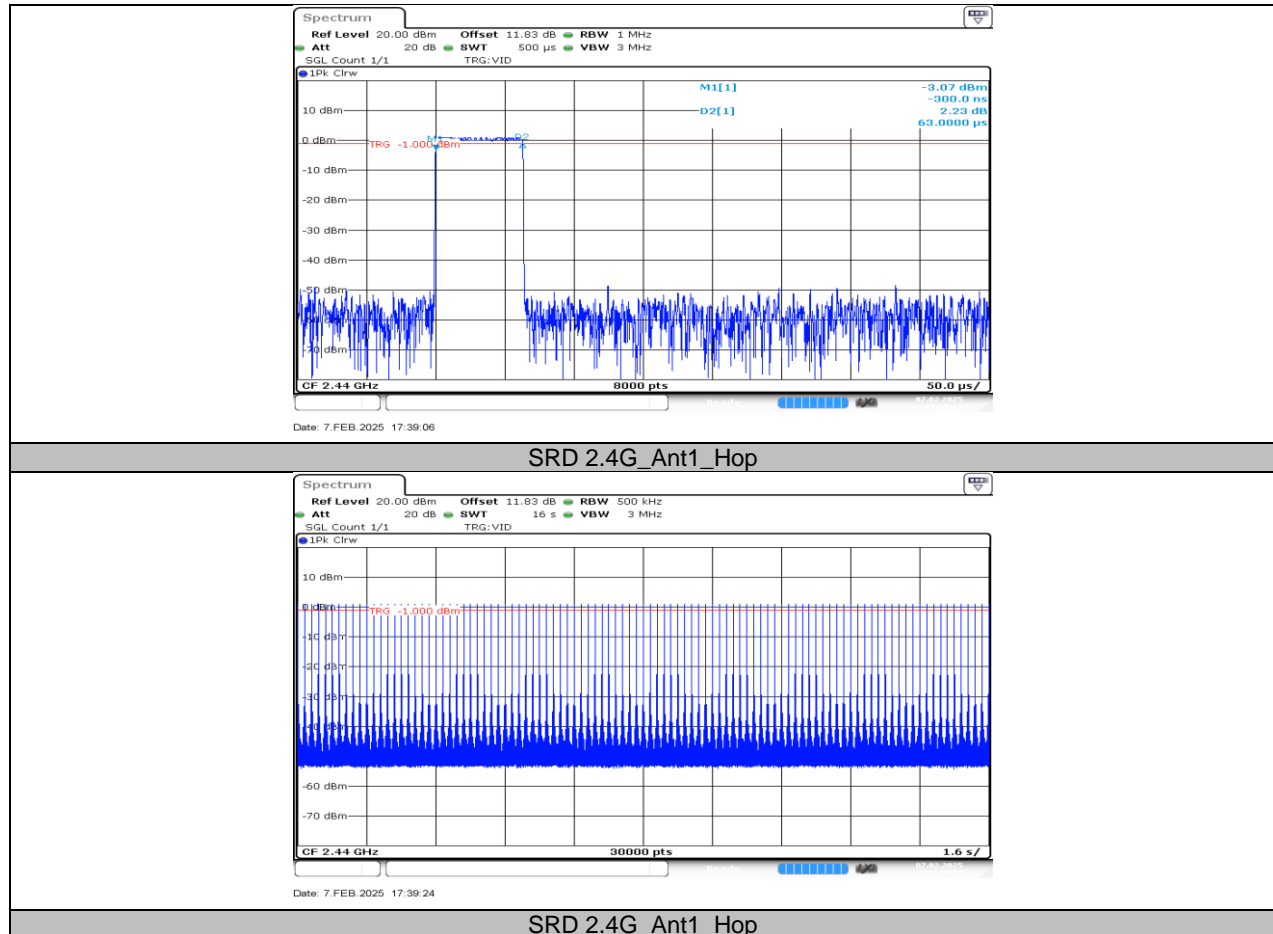 Spectrum
Ref Level 20.00 dBm Offset 11.83 dB RBW 1 MHz
Att 20 dB SWT 500 µs VBW 3 MHz
SGL Count 1/1 TRG:VID
1Pk Clrw
M1[1] -3.07 dBm
-300.0 ns
10 dBm D2[1] 2.23 dB
63.0000 µs
0 dBm D2
TRG -1.000 dBm
-10 dBm
-20 dBm
-30 dBm
-40 dBm
-50 dBm
-70 dBm
CF 2.44 GHz 8000 pts 50.0 µs/
Date: 7.FEB.2025 17:39:06
SRD 2.4G_Ant1_Hop
Spectrum
Ref Level 20.00 dBm Offset 11.83 dB RBW 500 kHz
Att 20 dB SWT 16 s VBW 3 MHz
SGL Count 1/1 TRG:VID
1Pk Clrw
10 dBm
0 dBm
TRG -1.000 dBm
-10 dBm
-20 dBm
-30 dBm
-40 dBm
-60 dBm
-70 dBm
CF 2.44 GHz 30000 pts 1.6 s/
Date: 7.FEB.2025 17:39:24
SRD 2.4G_Ant1_Hop